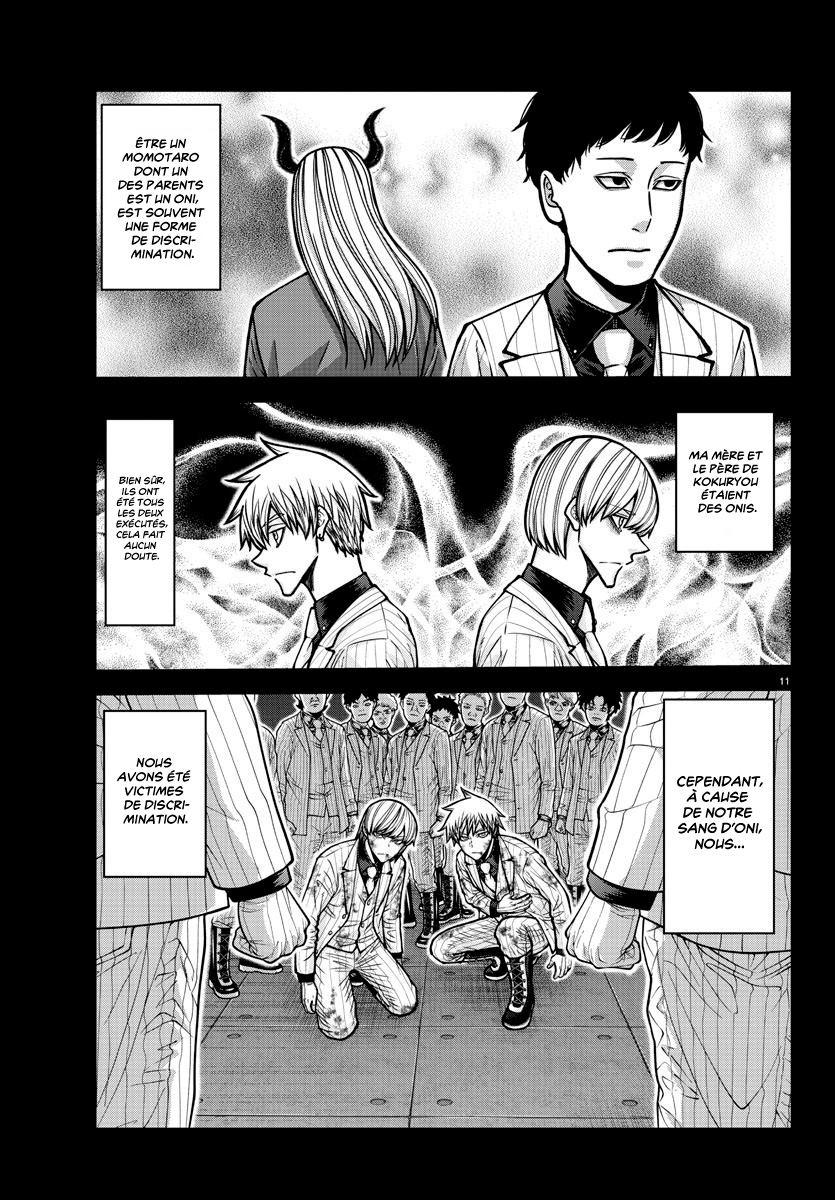 ÊTRE UN
MOMOTARO
DONT UN
DES PARENTS
EST UN ONI,
EST SOUVENT
UNE FORME
DE DISCRI-
MINATION.
MA MÈRE ET
LE PÈRE DE
KOKURYOU
ÉTAIENT
DES ONIS.
BIEN SÛR,
ILS ONT
ÉTÉ TOUS
LES DEUX
EXÉCUTÉS,
CELA FAIT
AUCUN
DOUTE.
11
CEPENDANT,
À CAUSE
DE NOTRE
SANG D'ONI,
NOUS...
NOUS
AVONS ÉTÉ
VICTIMES
DE DISCRI-
MINATION.